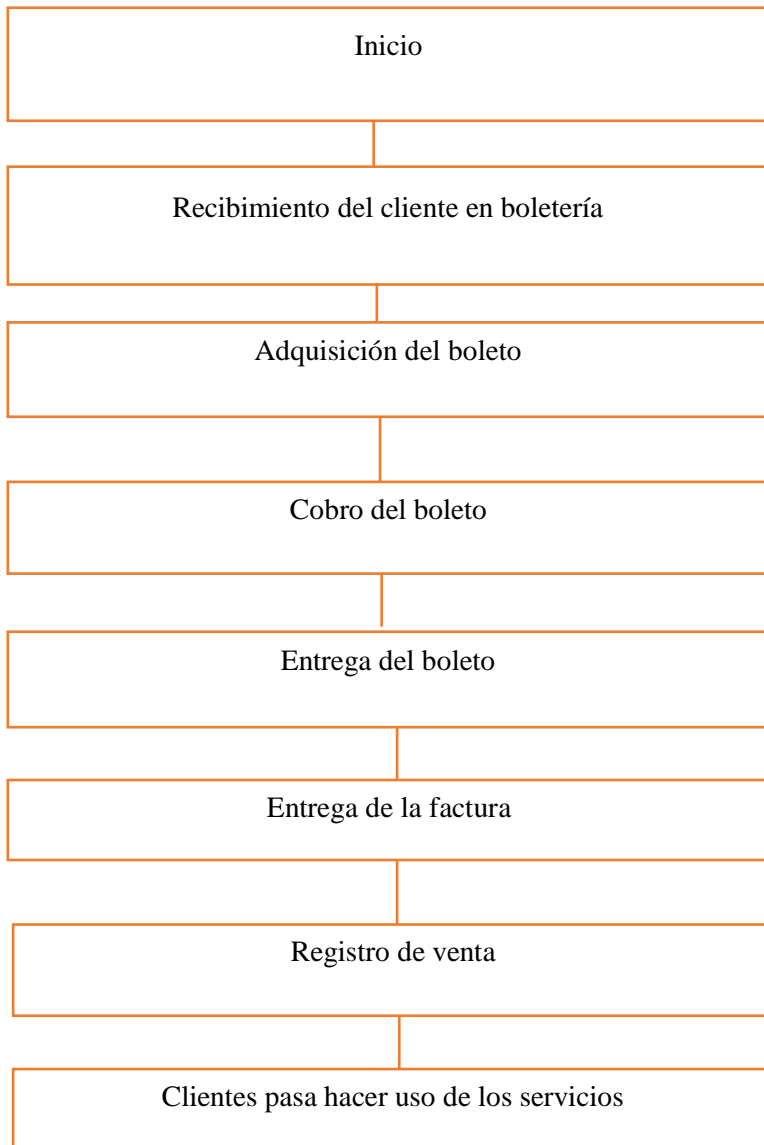 Inicio
Recibimiento del cliente en boletería
Adquisición del boleto
Cobro del boleto
Entrega del boleto
Entrega de la factura
Registro de venta
Clientes pasa hacer uso de los servicios